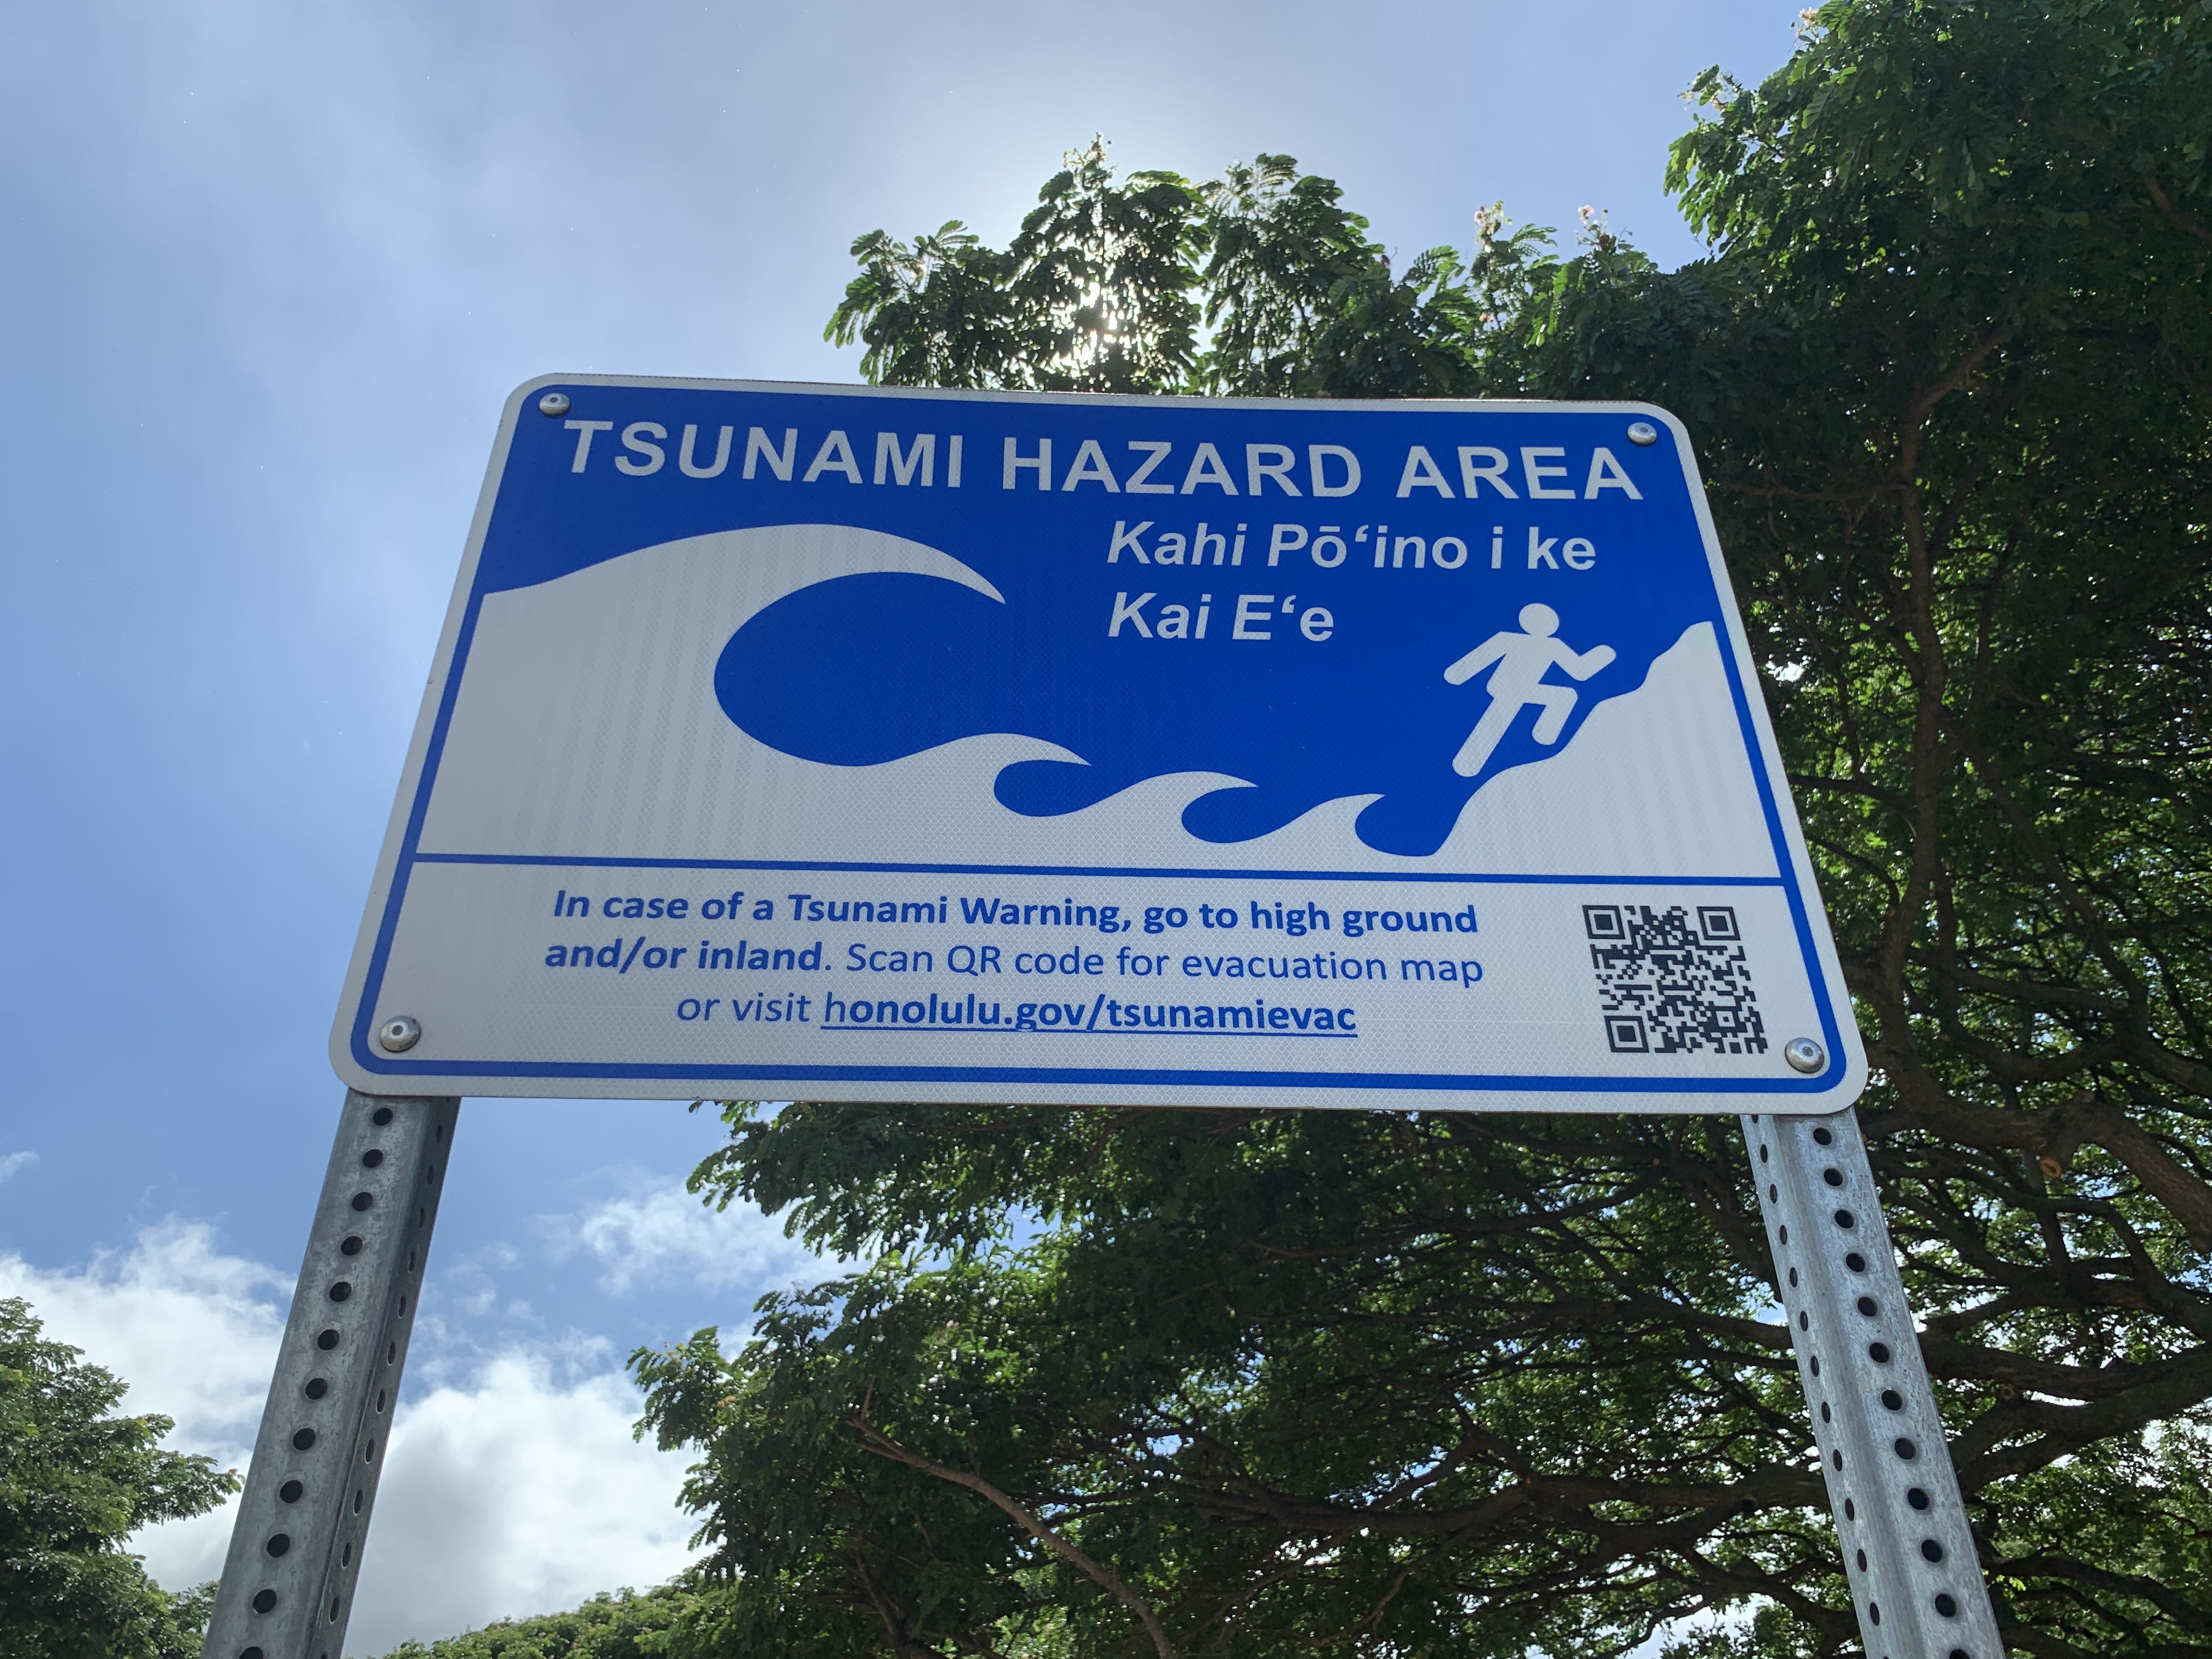 TSUNAMI HAZARD AREA
Kahi Pōʻino i ke
Kai Eʻe
In case of a Tsunami Warning, go to high ground
and/or inland. Scan QR code for evacuation map
or visit honolulu.gov/tsunamievac